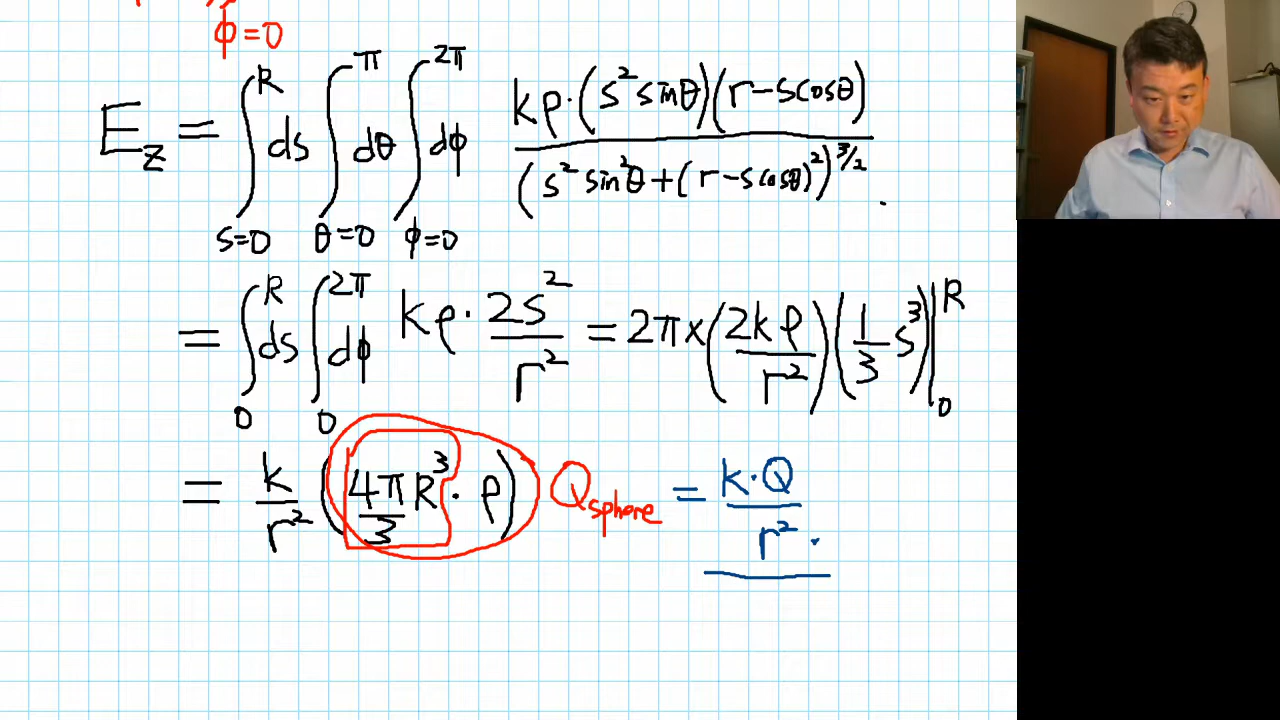 ϕ=0
E_z = ∫_{s=0}^{R} ds ∫_{θ=0}^{π} dθ ∫_{ϕ=0}^{2π} dϕ kρ·(s² sinθ)(r−s cosθ) / (s² sin²θ + (r−s cosθ)²)^{3/2}
= ∫_0^R ds ∫_0^{2π} dϕ kρ· 2s²/r² = 2π × (2kρ/r²)(1/3 s³)|_0^R
= k/r² (4π/3 R³ · ρ) Q_sphere = k·Q/r².